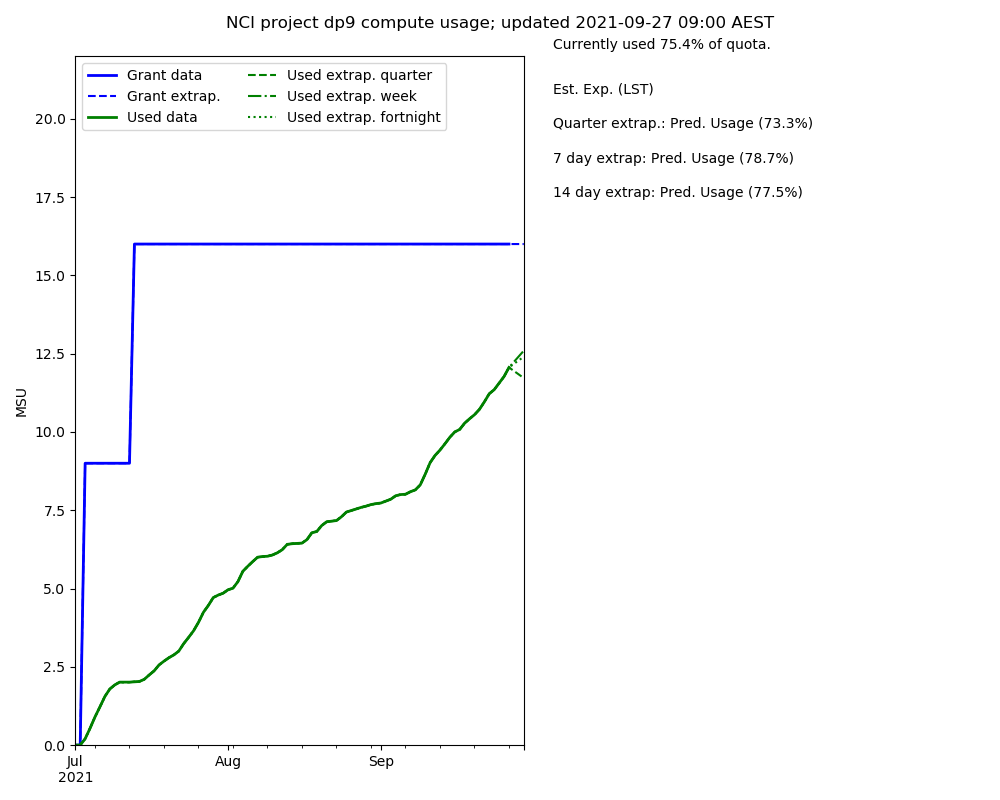 NCI project dp9 compute usage; updated 2021-09-27 09:00 AEST
Currently used 75.4% of quota.
Est. Exp. (LST)
Quarter extrap.: Pred. Usage (73.3%)
7 day extrap: Pred. Usage (78.7%)
14 day extrap: Pred. Usage (77.5%)
Grant data
Grant extrap.
Used data
Used extrap. quarter
Used extrap. week
Used extrap. fortnight
MSU
20.0
17.5
15.0
12.5
10.0
7.5
5.0
2.5
0.0
Jul
2021
Aug
Sep